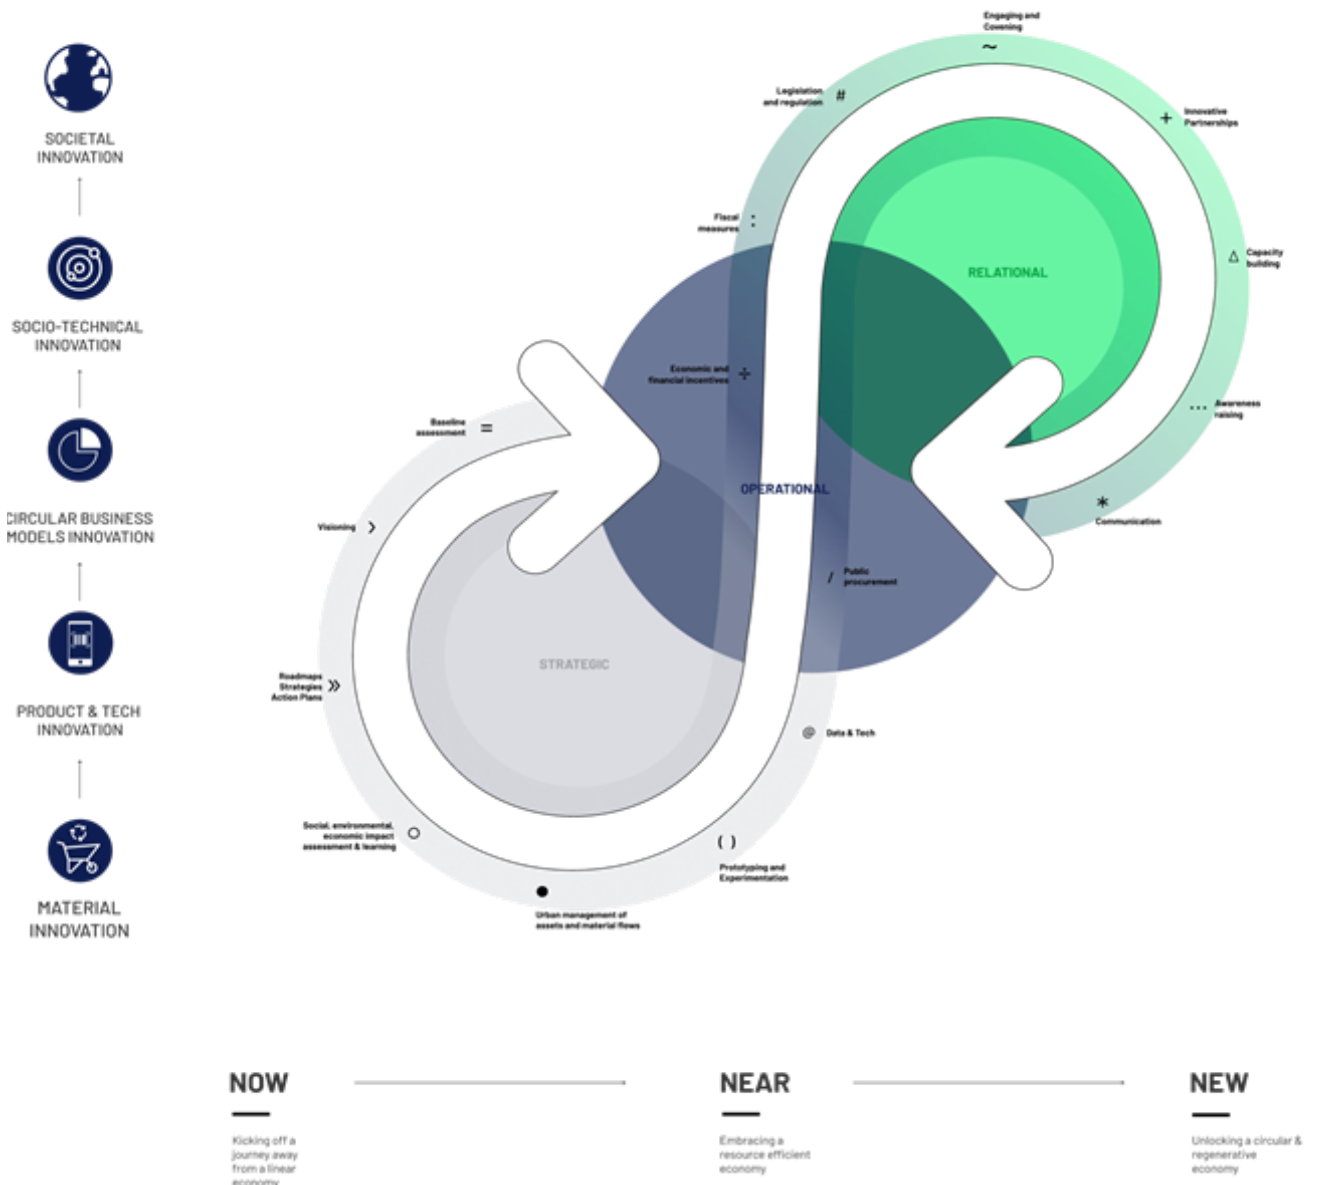 SOCIETAL
INNOVATION
SOCIO-TECHNICAL
INNOVATION
CIRCULAR BUSINESS
MODELS INNOVATION
PRODUCT & TECH
INNOVATION
MATERIAL
INNOVATION
Engaging and
Covening
~
Legislation
and regulation #
+ Innovative
Partnerships
Fiscal
measures :
Δ Capacity
building
RELATIONAL
Economic and
financial incentives ÷
... Awareness
raising
Baseline
assessment =
OPERATIONAL
*
Communication
Visioning >
/ Public
procurement
STRATEGIC
Roadmaps
Strategies »
Action Plans
@ Data & Tech
Social, environmental,
economic impact
assessment & learning
( )
Prototyping and
Experimentation
Urban management of
assets and material flows
NOW
Kicking off a
journey away
from a linear
economy
NEAR
Embracing a
resource efficient
economy
NEW
Unlocking a circular &
regenerative
economy